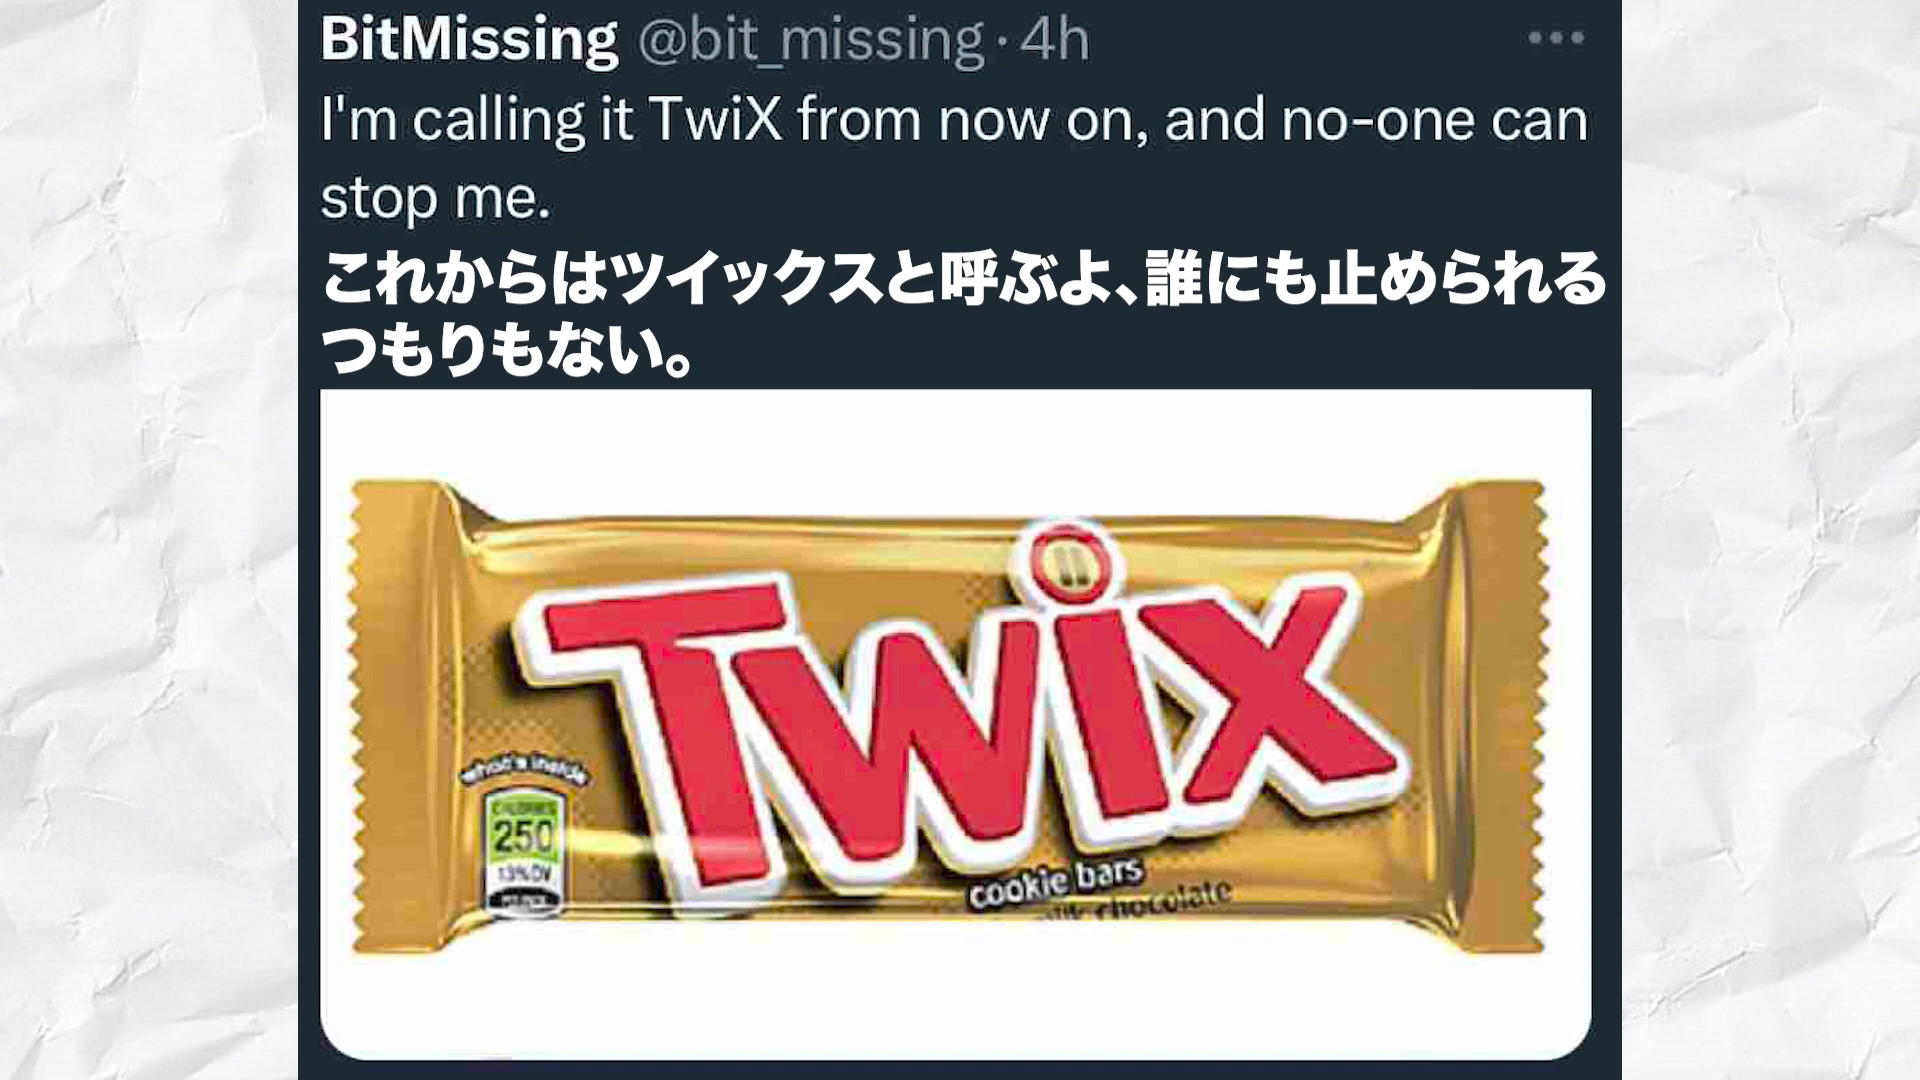 BitMissing @bit_missing · 4h
I'm calling it TwiX from now on, and no-one can
stop me.
これからはツイックスと呼ぶよ、誰にも止められる
つもりもない。
Twix
what's inside
CALORIES
250
13% DV
cookie bars
milk chocolate